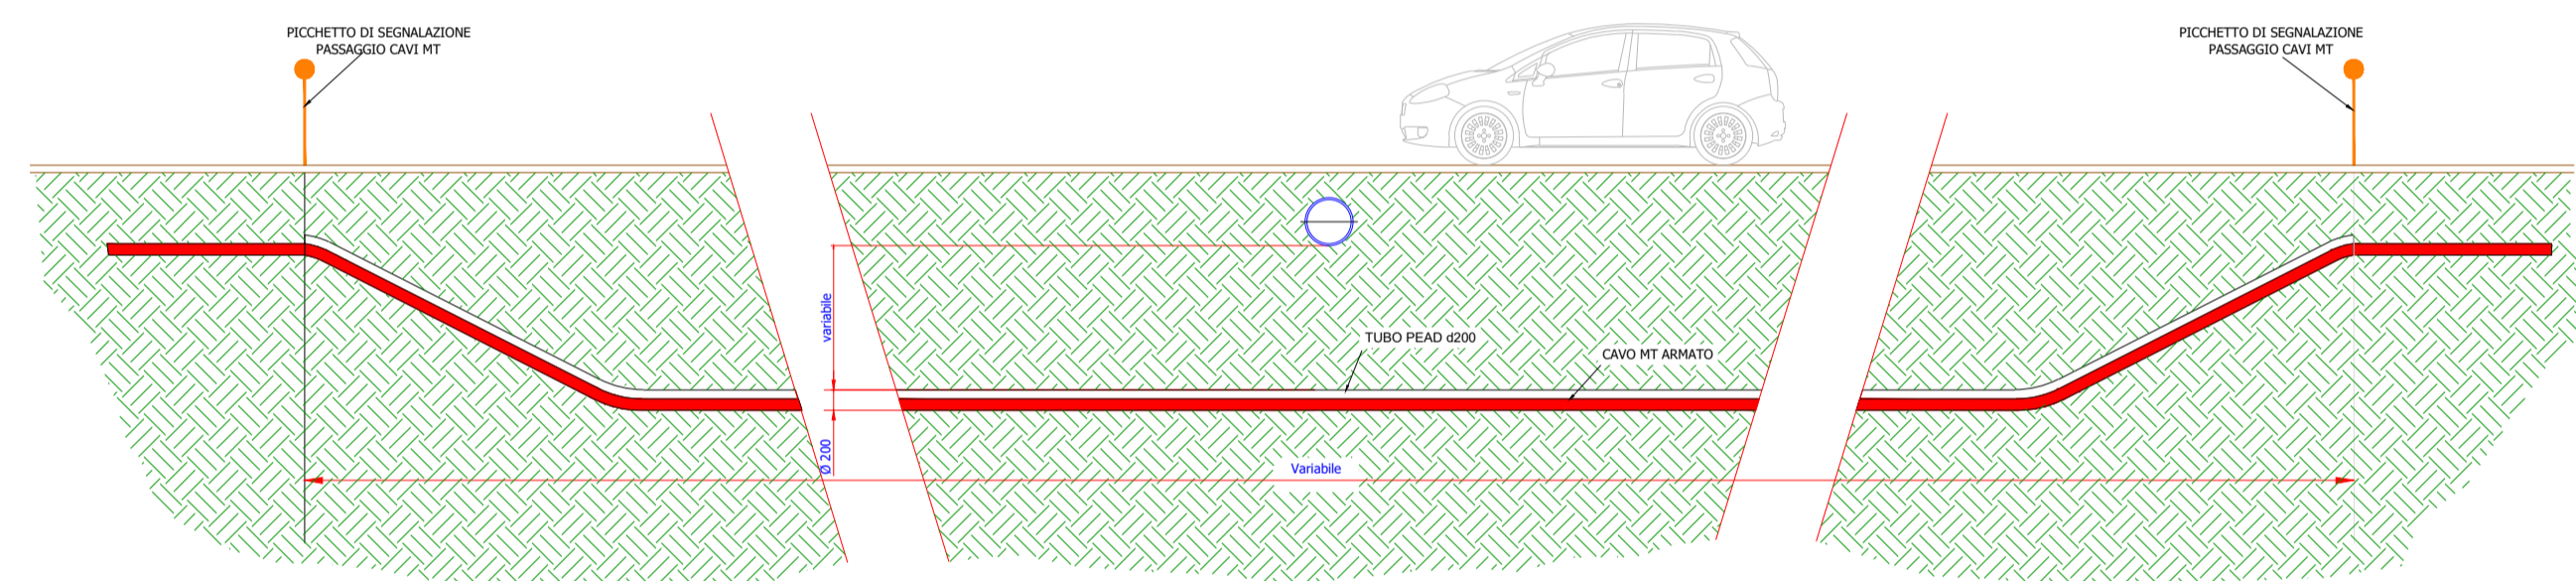 PICCHETTO DI SEGNALAZIONE
PASSAGGIO CAVI MT
PICCHETTO DI SEGNALAZIONE
PASSAGGIO CAVI MT
variabile
TUBO PEAD d200
CAVO MT ARMATO
Ø 200
Variabile